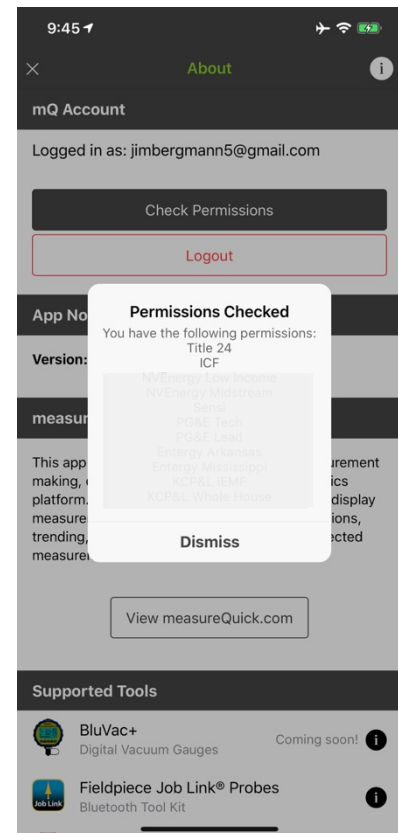 9:45
About
i
mQ Account
Logged in as: jimbergmann5@gmail.com
Check Permissions
Logout
App No
Permissions Checked
You have the following permissions:
Title 24
ICF
NVEnergy Low Income
NVEnergy Midstream
Sensi
PG&E Tech
PG&E Lead
Entergy Arkansas
Entergy Mississippi
KCP&L IEMF
KCP&L Whole House
Dismiss
Version:
measur
This app urement
making, ics
platform. display
measure ions,
trending, ected
measure
View measureQuick.com
Supported Tools
BluVac+
Digital Vacuum Gauges
Coming soon!
i
Job Link
Fieldpiece Job Link® Probes
Bluetooth Tool Kit
i